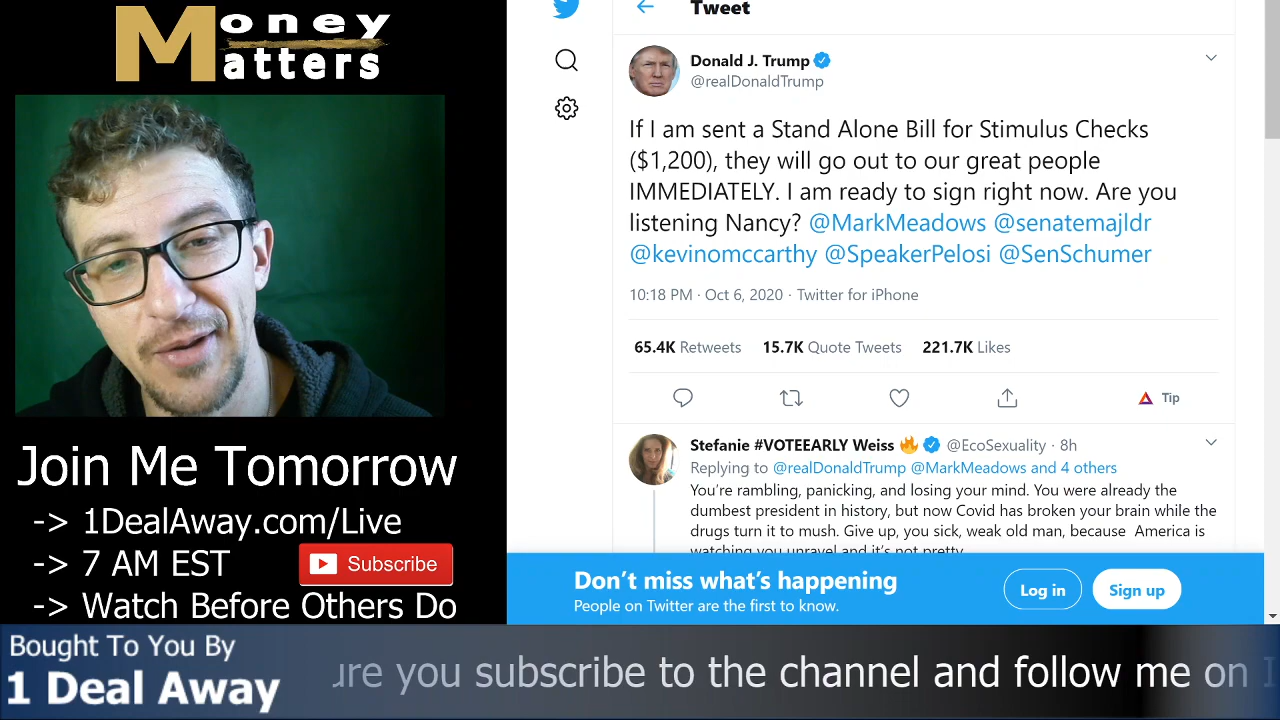 Money
Matters
Join Me Tomorrow
-> 1DealAway.com/Live
-> 7 AM EST
Subscribe
-> Watch Before Others Do
Bought To You By
1 Deal Away
ure you subscribe to the channel and follow me on
Tweet
Donald J. Trump
@realDonaldTrump
If I am sent a Stand Alone Bill for Stimulus Checks
($1,200), they will go out to our great people
IMMEDIATELY. I am ready to sign right now. Are you
listening Nancy? @MarkMeadows @senatemajldr
@kevinomccarthy @SpeakerPelosi @SenSchumer
10:18 PM · Oct 6, 2020 · Twitter for iPhone
65.4K Retweets 15.7K Quote Tweets 221.7K Likes
Tip
Stefanie #VOTEEARLY Weiss 🔥 @EcoSexuality · 8h
Replying to @realDonaldTrump @MarkMeadows and 4 others
You're rambling, panicking, and losing your mind. You were already the
dumbest president in history, but now Covid has broken your brain while the
drugs turn it to mush. Give up, you sick, weak old man, because America is
watching you unravel and it's not pretty
Don't miss what's happening
People on Twitter are the first to know.
Log in
Sign up